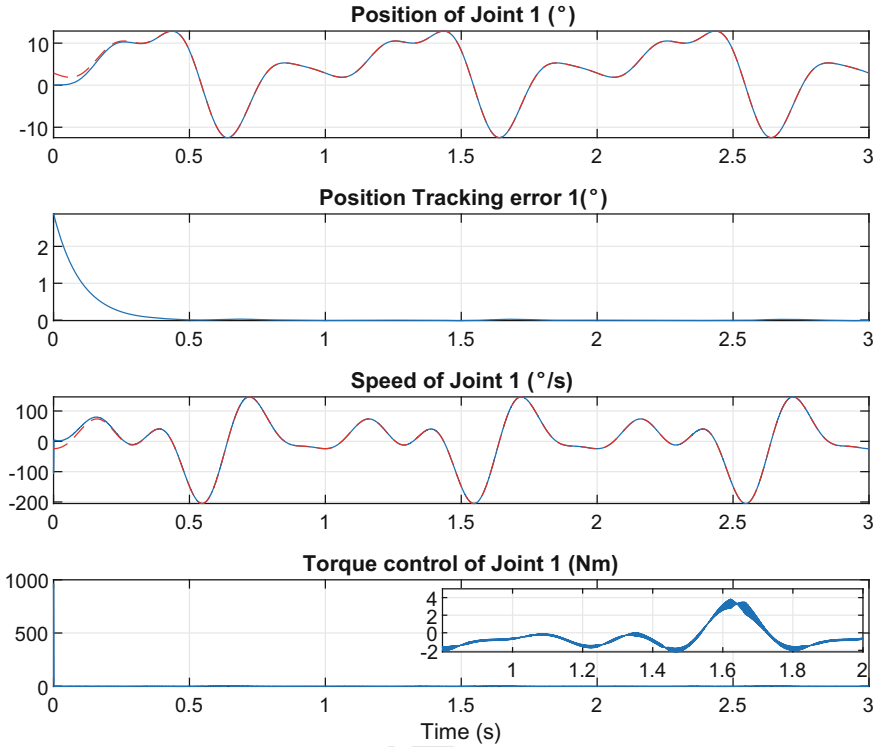 Position of Joint 1 (°)
10
0
-10
0 0.5 1 1.5 2 2.5 3
Position Tracking error 1(°)
2
1
0
0 0.5 1 1.5 2 2.5 3
Speed of Joint 1 (°/s)
100
0
-100
-200
0 0.5 1 1.5 2 2.5 3
Torque control of Joint 1 (Nm)
1000
500
0
4
2
0
-2
1 1.2 1.4 1.6 1.8 2
0 0.5 1 1.5 2 2.5 3
Time (s)